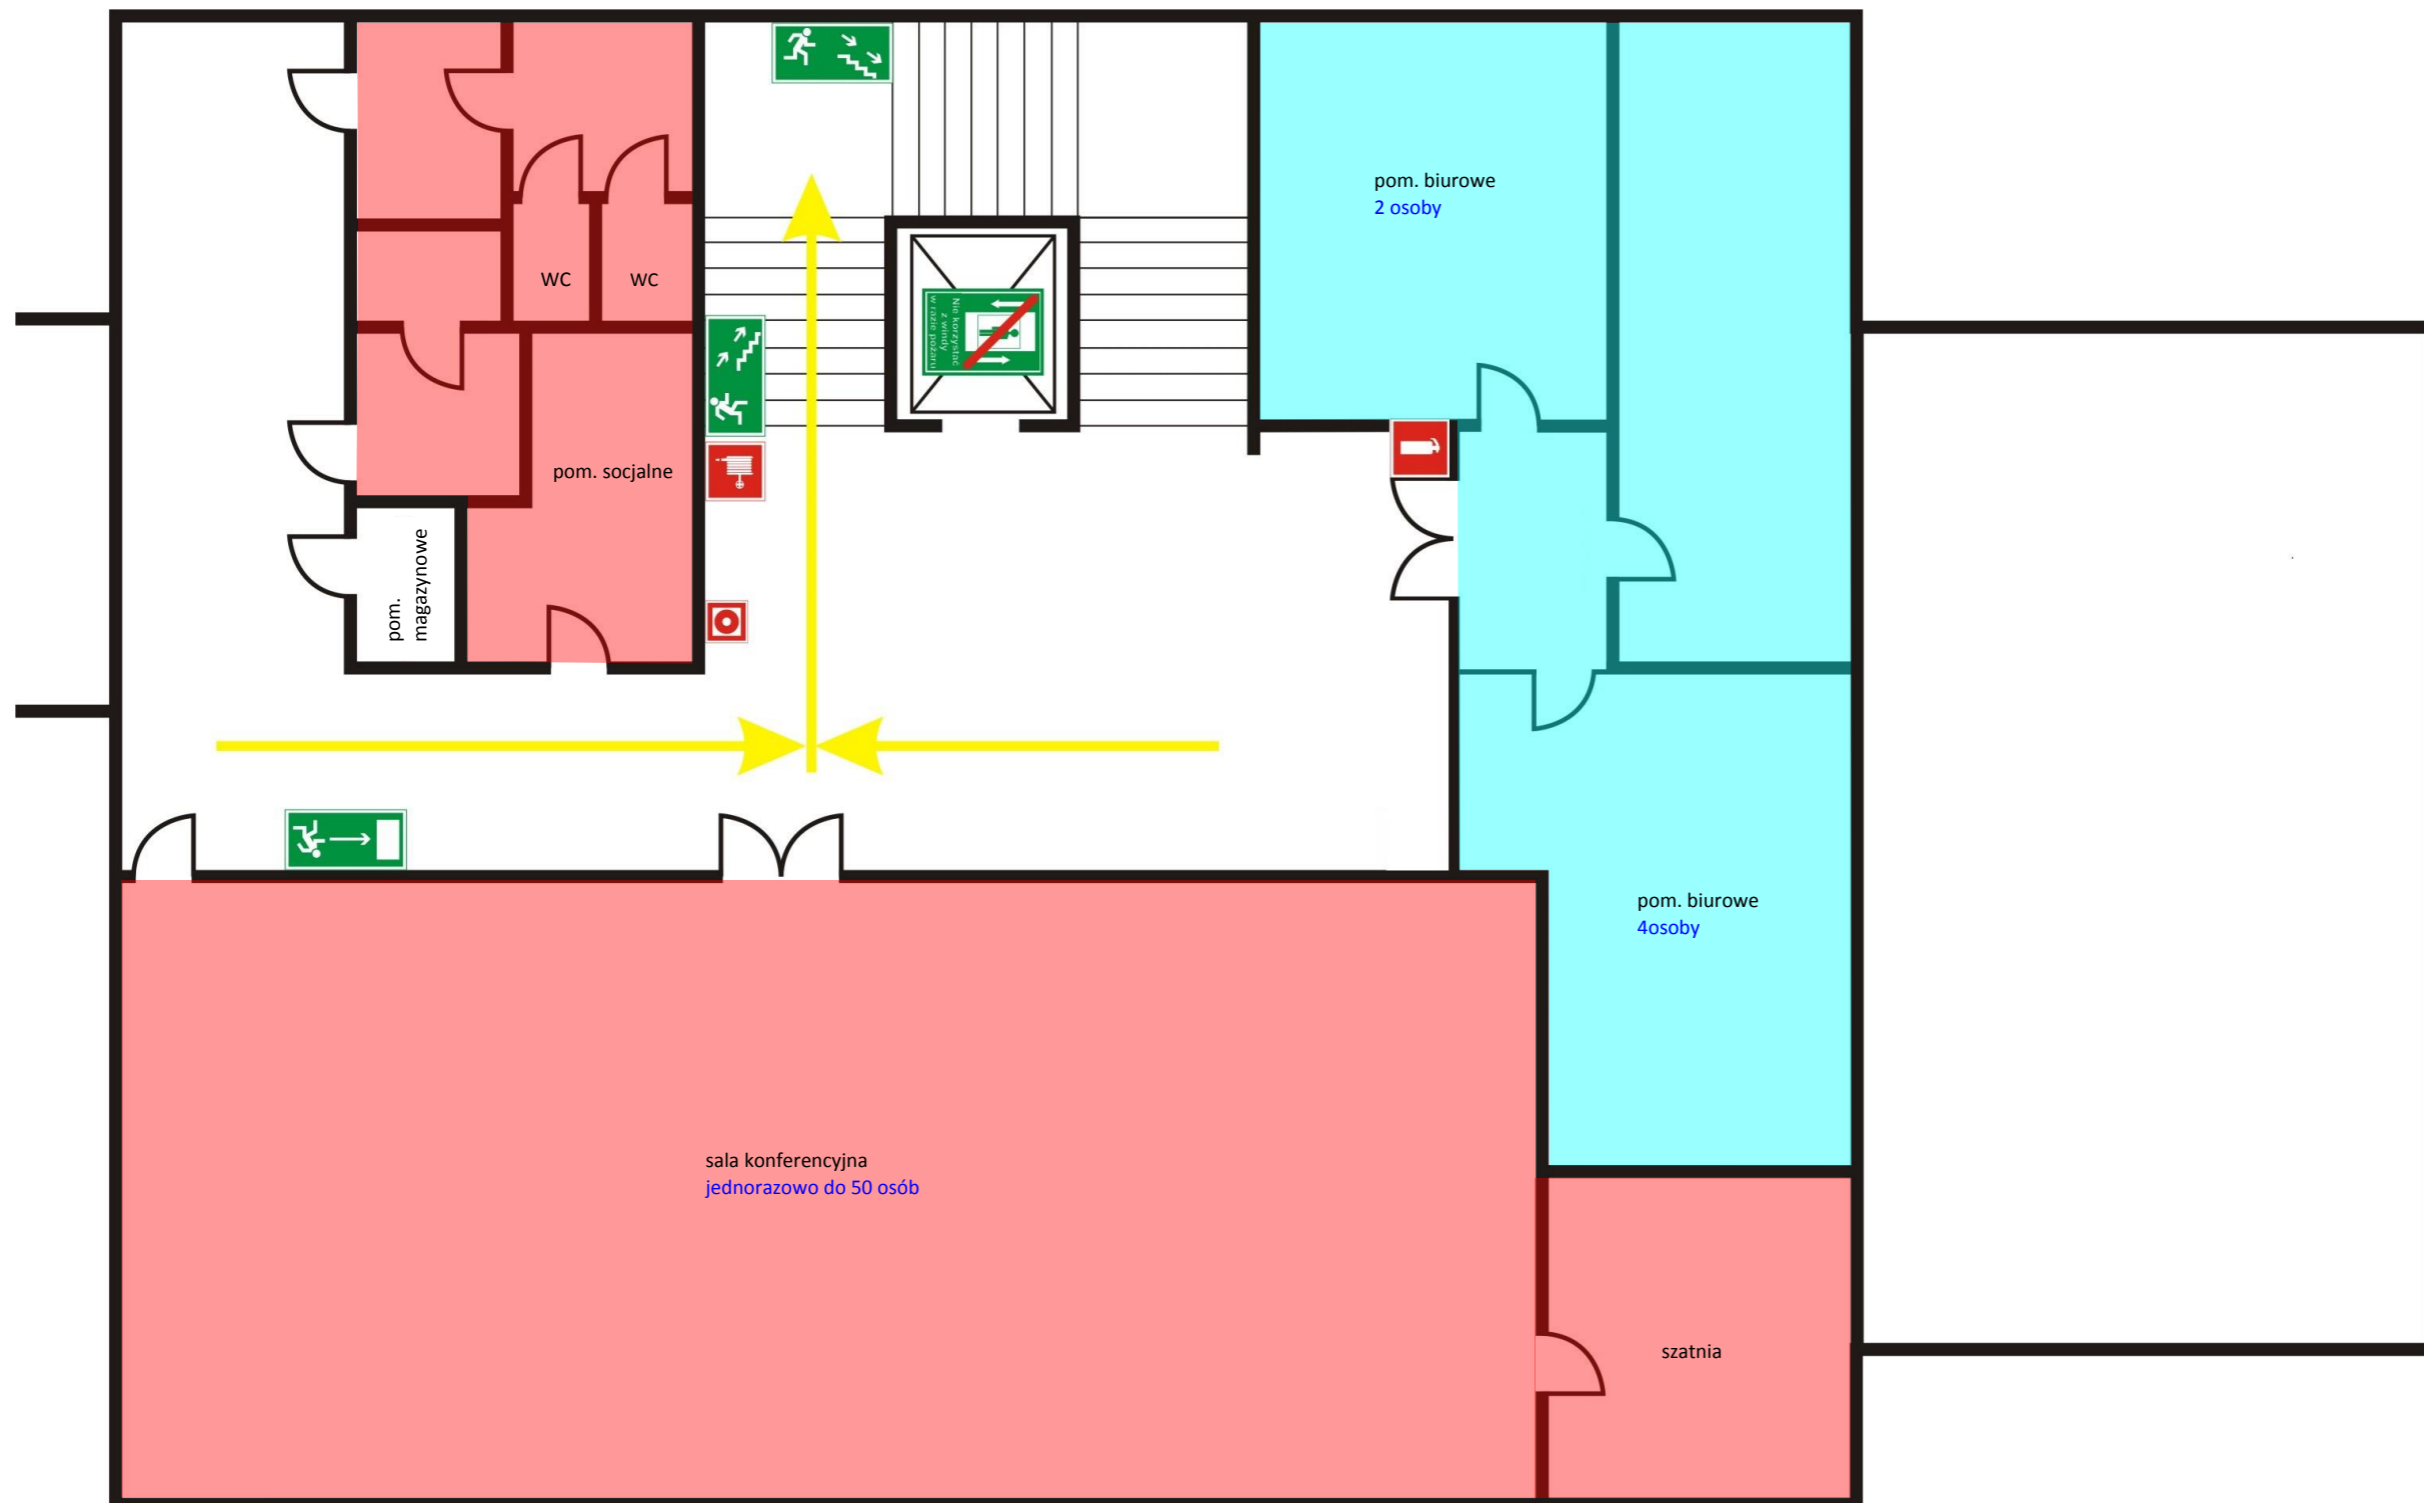 pom. biurowe
2 osoby
WC
WC
Nie korzystać
z windy
w razie pożaru
pom. socjalne
pom.
magazynowe
pom. biurowe
4osoby
sala konferencyjna
jednorazowo do 50 osób
szatnia